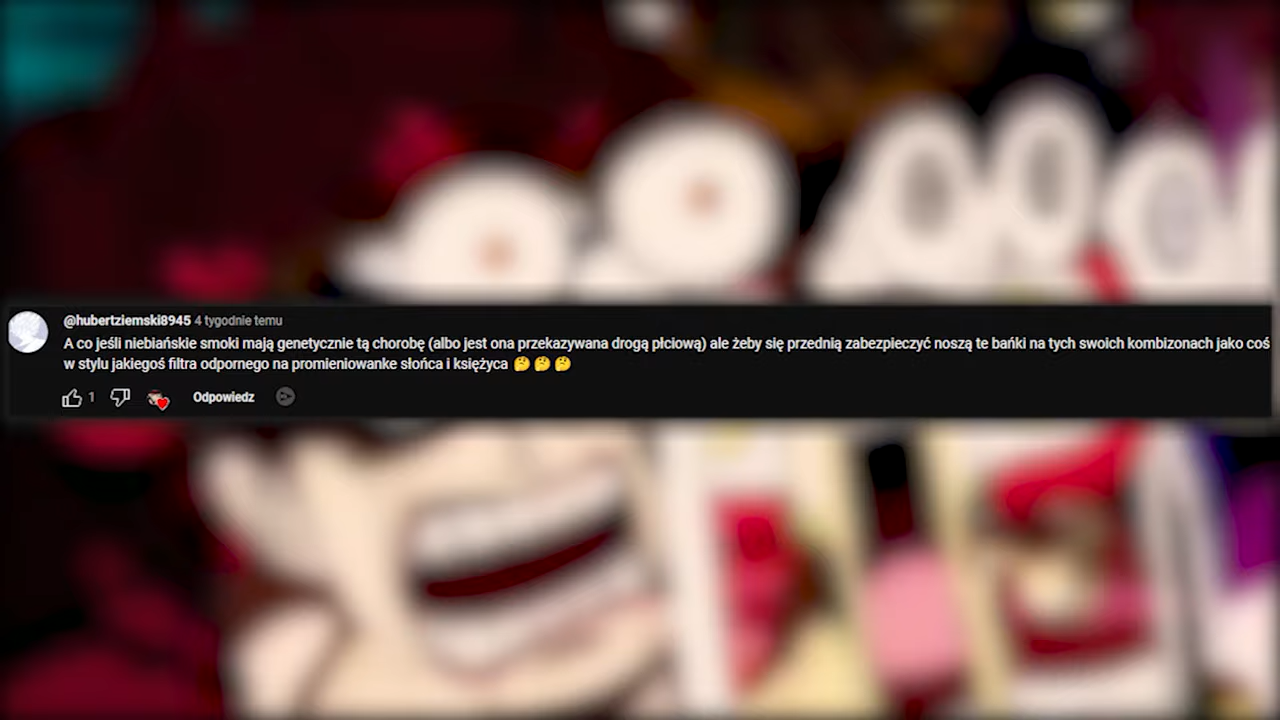 @hubertziemski8945 4 tygodnie temu
A co jeśli niebiańskie smoki mają genetycznie tą chorobę (albo jest ona przekazywana drogą płciową) ale żeby się przednią zabezpieczyć noszą te bańki na tych swoich kombizonach jako coś
w stylu jakiegoś filtra odpornego na promieniowanke słońca i księżyca 🤔 🤔 🤔
1 Odpowiedz